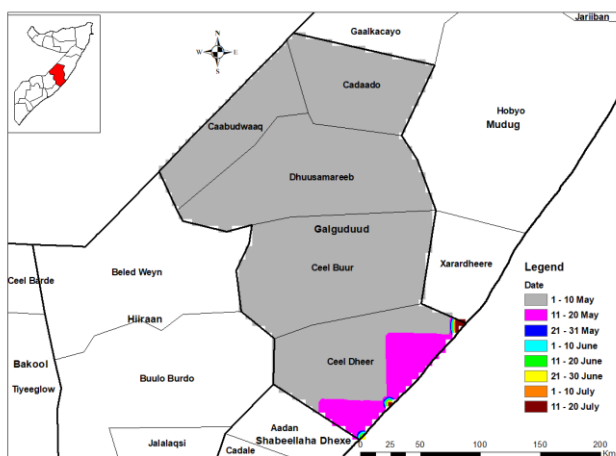 Jariiban
Gaalkacayo
N
W E
S
Cadaado
Hobyo
Mudug
Caabudwaaq
Dhuusamareeb
Galguduud
Xarardheere
Ceel Buur
Beled Weyn
Ceel Barde
Hiiraan
Bakool
Tiyeeglow
Buulo Burdo
Ceel Dheer
Aadan
Shabeellaha Dhexe
Jalalaqsi
Cadale
Legend
Date
1 - 10 May
11 - 20 May
21 - 31 May
1 - 10 June
11 - 20 June
21 - 30 June
1 - 10 July
11 - 20 July
0 25 50 100 150 200
Km